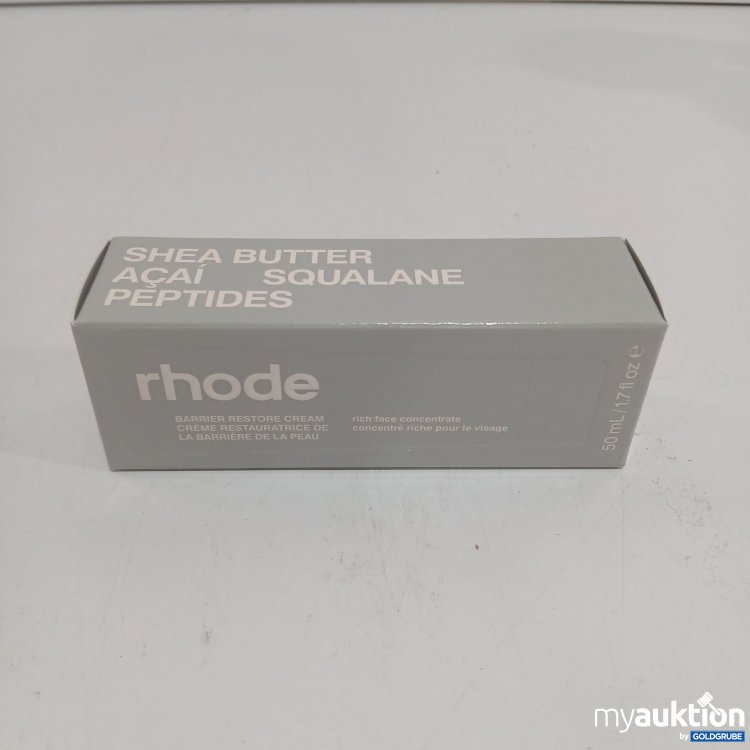 SHEA BUTTER
AÇAÍ SQUALANE
PEPTIDES
rhode
BARRIER RESTORE CREAM
CRÈME RESTAURATRICE DE
LA BARRIÈRE DE LA PEAU
rich face concentrate
concentré riche pour le visage
50 mL / 1.7 fl oz ℮
myauktion
by GOLDGRUBE